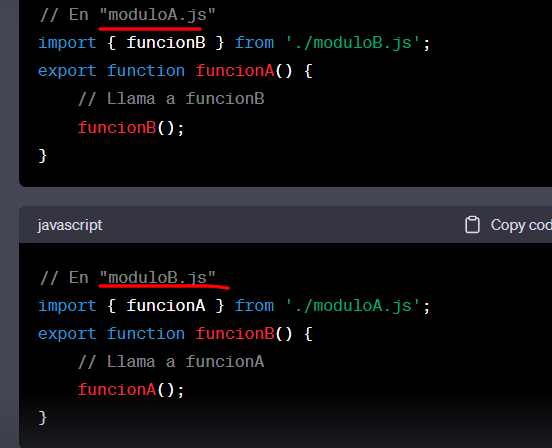 // En "moduloA.js"
import { funcionB } from './moduloB.js';
export function funcionA() {
// Llama a funcionB
funcionB();
}
javascript
Copy cod
// En "moduloB.js"
import { funcionA } from './moduloA.js';
export function funcionB() {
// Llama a funcionA
funcionA();
}